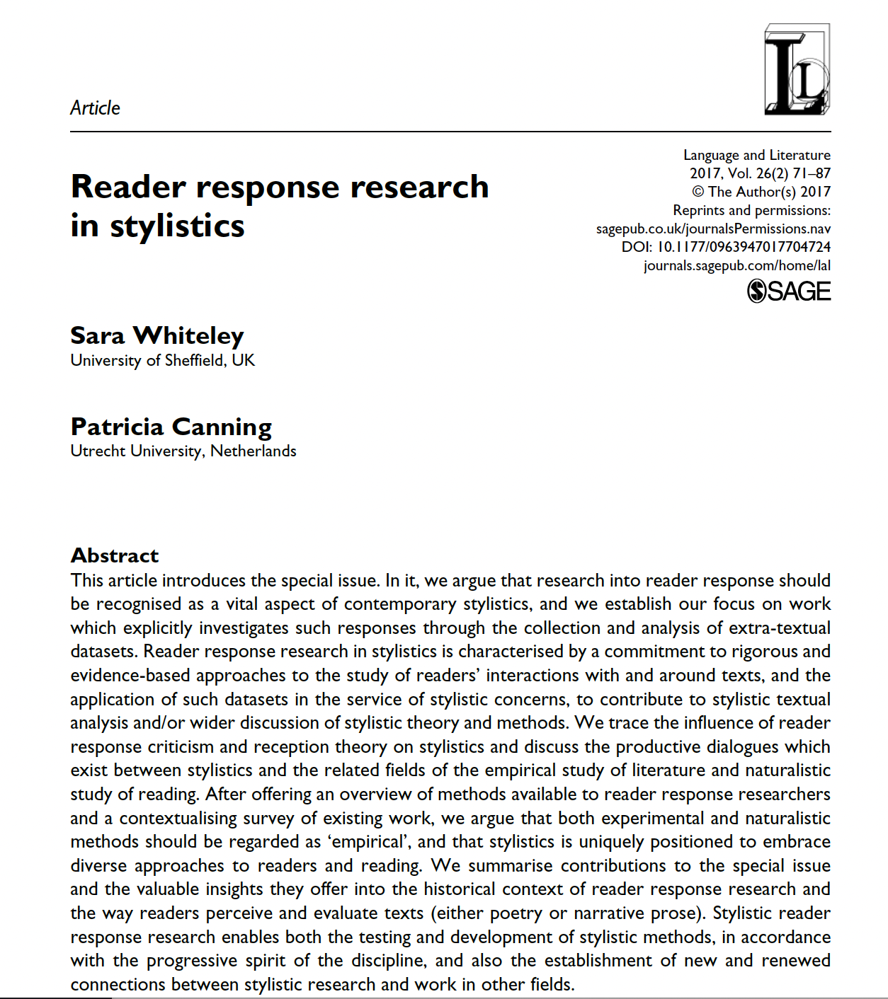 Article
Language and Literature
2017, Vol. 26(2) 71–87
© The Author(s) 2017
Reprints and permissions:
sagepub.co.uk/journalsPermissions.nav
DOI: 10.1177/0963947017704724
journals.sagepub.com/home/lal
SAGE
Reader response research
in stylistics
Sara Whiteley
University of Sheffield, UK
Patricia Canning
Utrecht University, Netherlands
Abstract
This article introduces the special issue. In it, we argue that research into reader response should
be recognised as a vital aspect of contemporary stylistics, and we establish our focus on work
which explicitly investigates such responses through the collection and analysis of extra-textual
datasets. Reader response research in stylistics is characterised by a commitment to rigorous and
evidence-based approaches to the study of readers’ interactions with and around texts, and the
application of such datasets in the service of stylistic concerns, to contribute to stylistic textual
analysis and/or wider discussion of stylistic theory and methods. We trace the influence of reader
response criticism and reception theory on stylistics and discuss the productive dialogues which
exist between stylistics and the related fields of the empirical study of literature and naturalistic
study of reading. After offering an overview of methods available to reader response researchers
and a contextualising survey of existing work, we argue that both experimental and naturalistic
methods should be regarded as ‘empirical’, and that stylistics is uniquely positioned to embrace
diverse approaches to readers and reading. We summarise contributions to the special issue
and the valuable insights they offer into the historical context of reader response research and
the way readers perceive and evaluate texts (either poetry or narrative prose). Stylistic reader
response research enables both the testing and development of stylistic methods, in accordance
with the progressive spirit of the discipline, and also the establishment of new and renewed
connections between stylistic research and work in other fields.